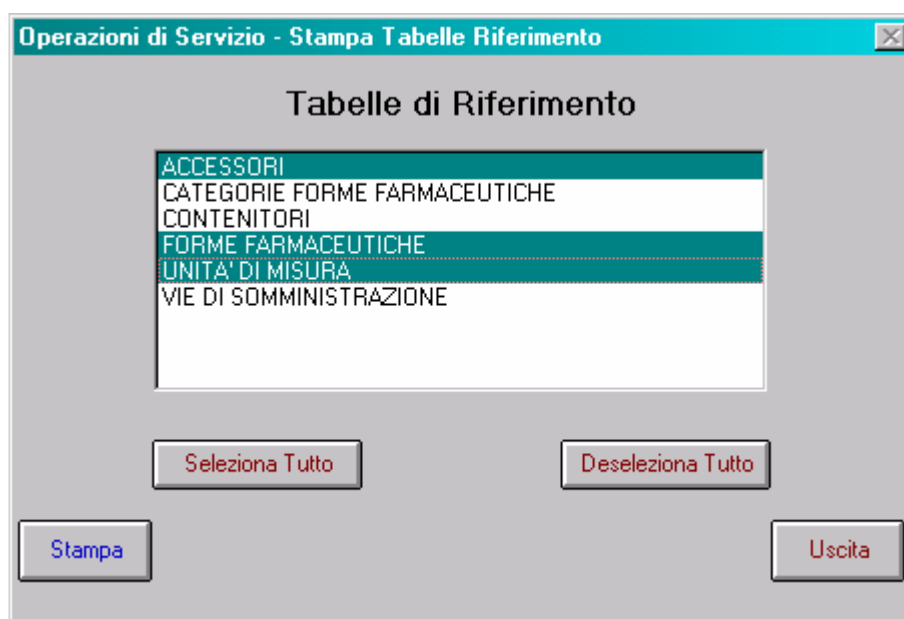 Operazioni di Servizio - Stampa Tabelle Riferimento
Tabelle di Riferimento
ACCESSORI
CATEGORIE FORME FARMACEUTICHE
CONTENITORI
FORME FARMACEUTICHE
UNITA' DI MISURA
VIE DI SOMMINISTRAZIONE
Seleziona Tutto
Deseleziona Tutto
Stampa
Uscita